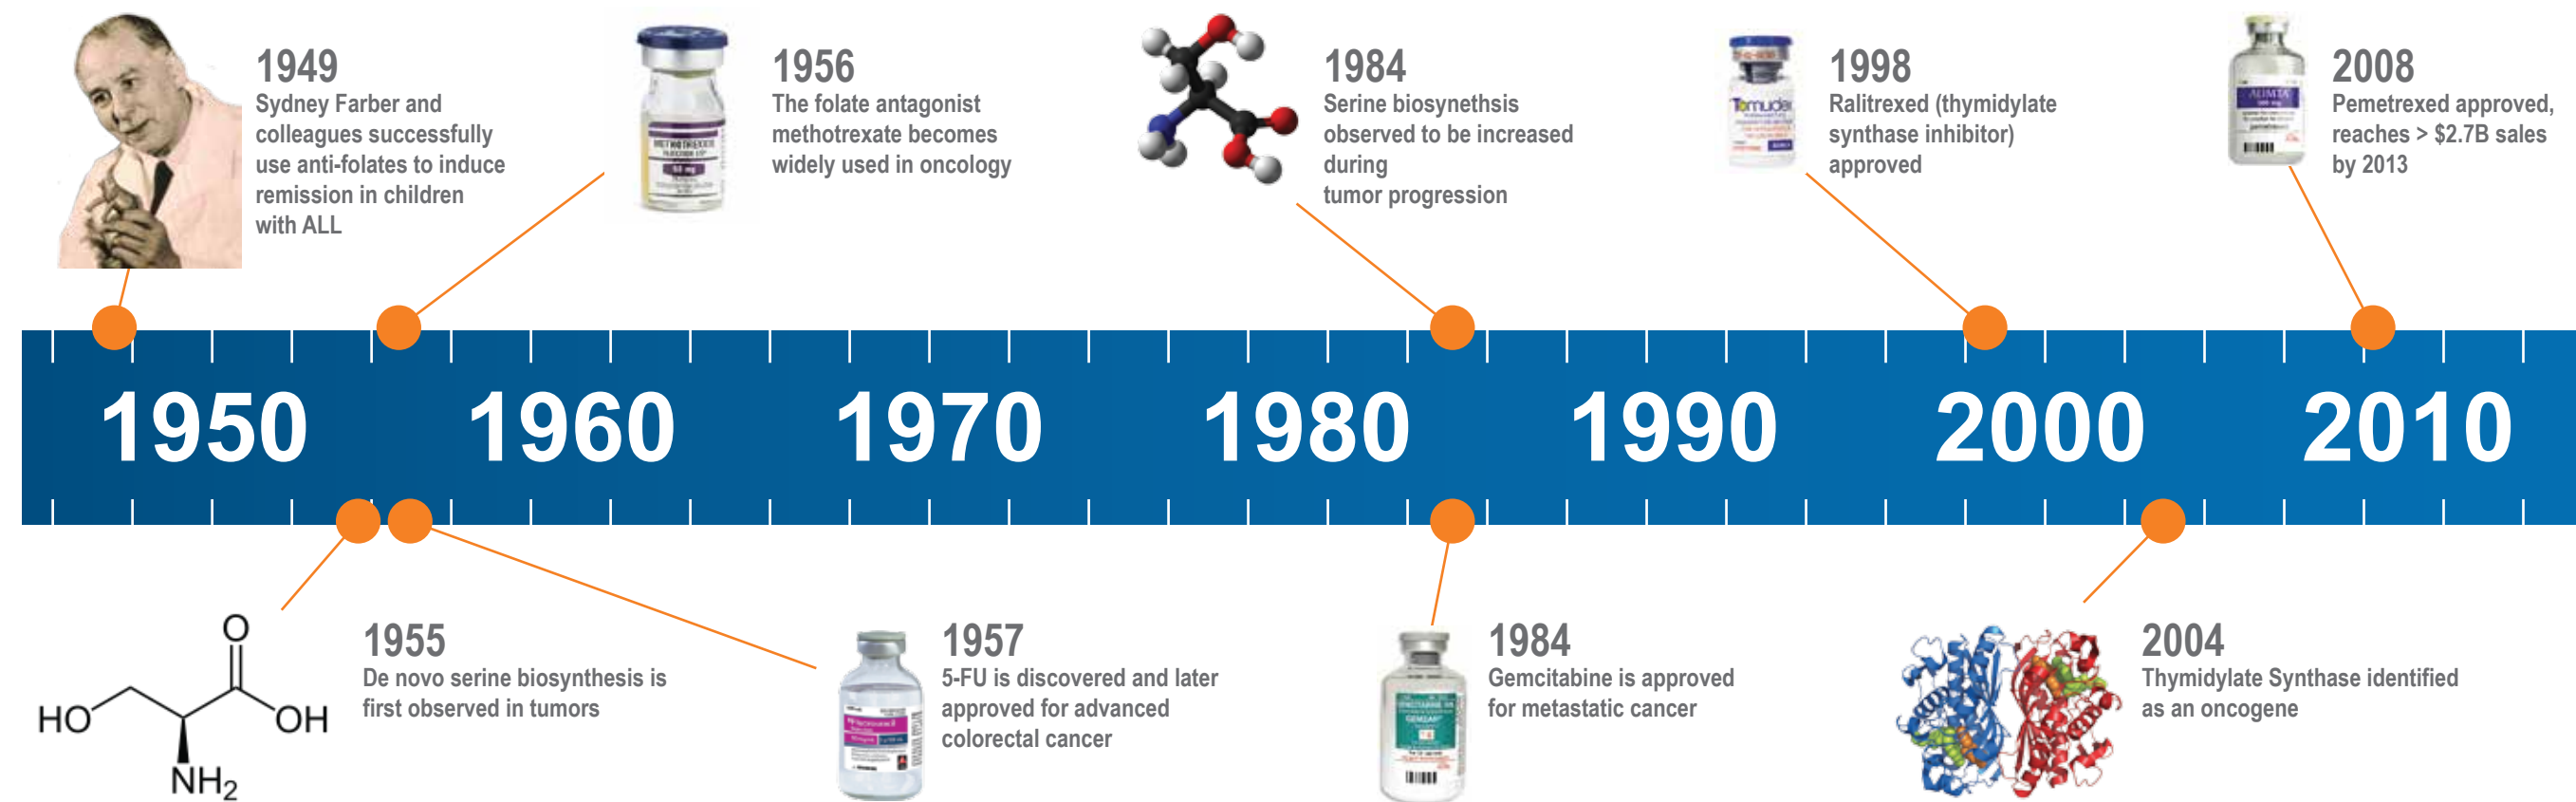 1949
Sydney Farber and
colleagues successfully
use anti-folates to induce
remission in children
with ALL
1956
The folate antagonist
methotrexate becomes
widely used in oncology
1984
Serine biosynethsis
observed to be increased
during
tumor progression
Tomudex
1998
Ralitrexed (thymidylate
synthase inhibitor)
approved
ALIMTA
2008
Pemetrexed approved,
reaches > $2.7B sales
by 2013
1950 1960 1970 1980 1990 2000 2010
O
HO
OH
NH2
1955
De novo serine biosynthesis is
first observed in tumors
1957
5-FU is discovered and later
approved for advanced
colorectal cancer
1984
Gemcitabine is approved
for metastatic cancer
2004
Thymidylate Synthase identified
as an oncogene